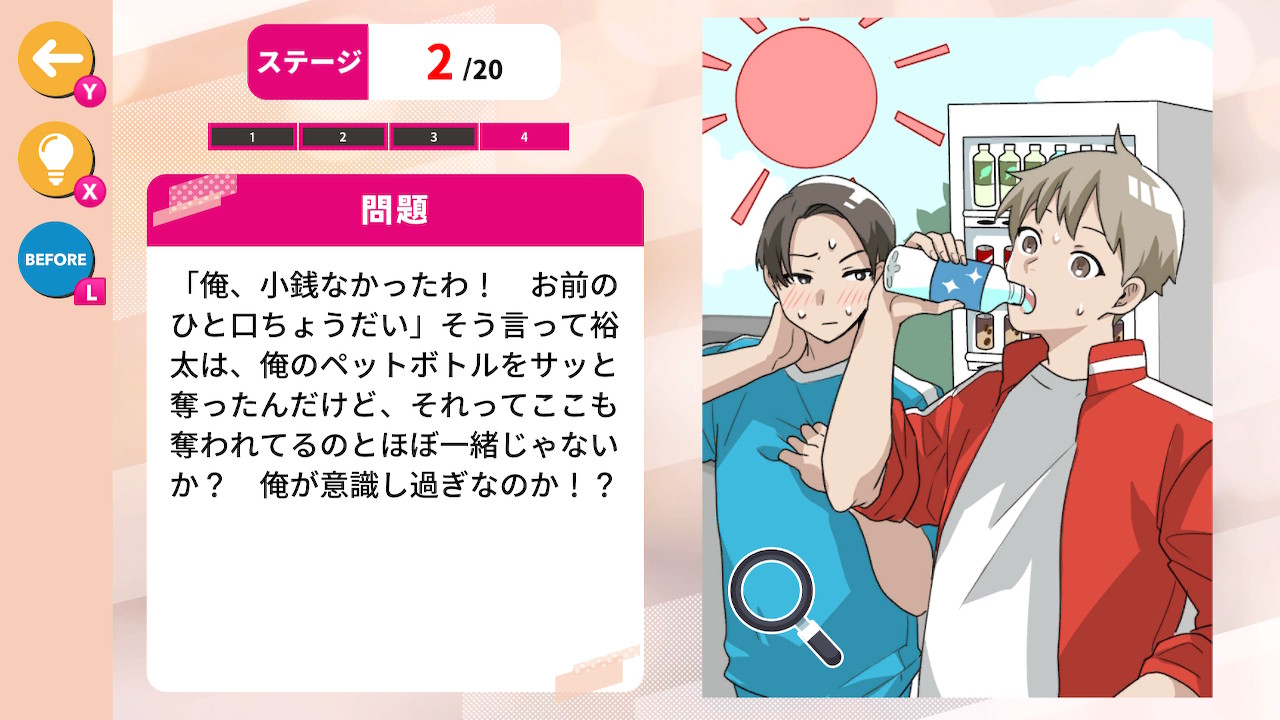 Y
X
BEFORE
L
ステージ
2 /20
1 2 3 4
問題
「俺、小銭なかったわ！　お前の
ひと口ちょうだい」そう言って裕
太は、俺のペットボトルをサッと
奪ったんだけど、それってここも
奪われてるのとほぼ一緒じゃない
か？　俺が意識し過ぎなのか！？